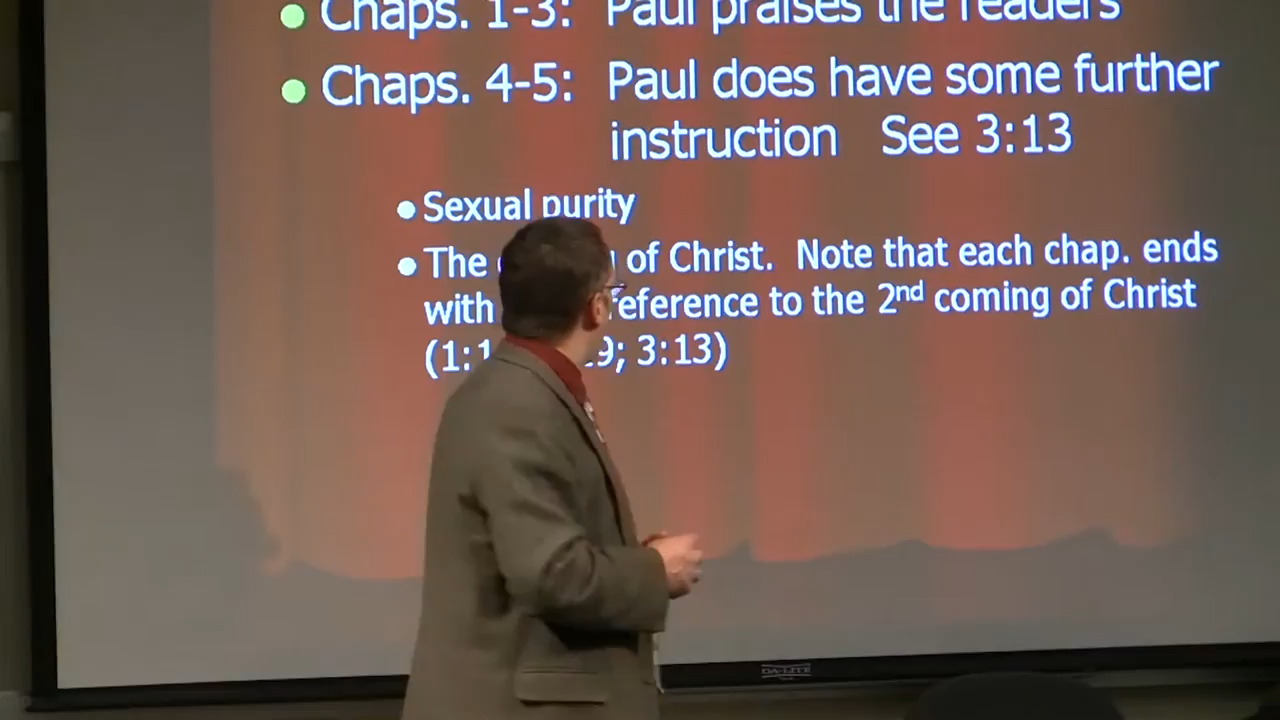 Chaps. 1-3: Paul praises the readers
Chaps. 4-5: Paul does have some further
instruction See 3:13
Sexual purity
The of Christ. Note that each chap. ends
with reference to the 2nd coming of Christ
(1:1 9; 3:13)
DA-LITE